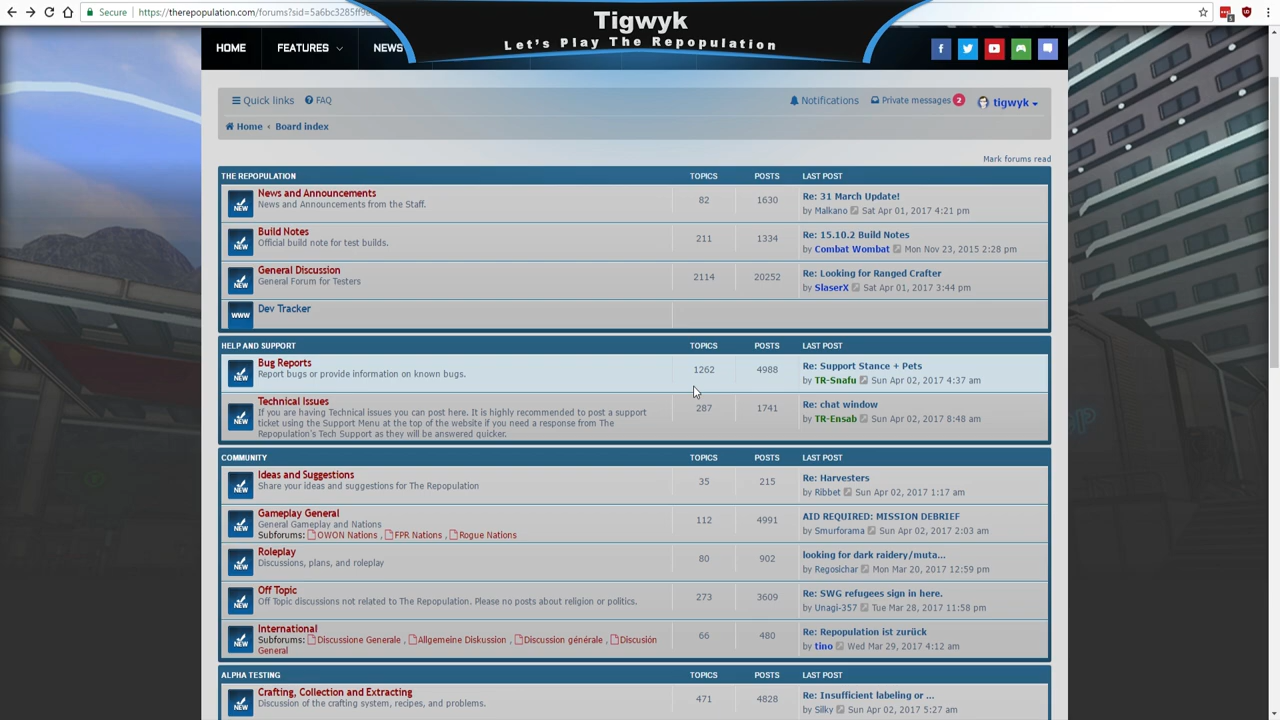 Secure
https://therepopulation.com/forums?sid=5a6bc3285ff9e
Tigwyk
Let's Play The Repopulation
HOME FEATURES NEWS
Quick links FAQ Notifications Private messages 2 tigwyk
Home ‹ Board index
Mark forums read
THE REPOPULATION TOPICS POSTS LAST POST
News and Announcements
News and Announcements from the Staff.
82 1630
Re: 31 March Update!
by Malkano Sat Apr 01, 2017 4:21 pm
Build Notes
Official build note for test builds.
211 1334
Re: 15.10.2 Build Notes
by Combat Wombat Mon Nov 23, 2015 2:28 pm
General Discussion
General Forum for Testers
2114 20252
Re: Looking for Ranged Crafter
by SlaserX Sat Apr 01, 2017 3:44 pm
Dev Tracker
HELP AND SUPPORT TOPICS POSTS LAST POST
Bug Reports
Report bugs or provide information on known bugs.
1262 4988
Re: Support Stance + Pets
by TR-Snafu Sun Apr 02, 2017 4:37 am
Technical Issues
If you are having Technical issues you can post here. It is highly recommended to post a support
ticket using the Support Menu at the top of the website if you need a response from The
Repopulation's Tech Support as they will be answered quicker.
287 1741
Re: chat window
by TR-Ensab Sun Apr 02, 2017 8:48 am
COMMUNITY TOPICS POSTS LAST POST
Ideas and Suggestions
Share your ideas and suggestions for The Repopulation
35 215
Re: Harvesters
by Ribbet Sun Apr 02, 2017 1:17 am
Gameplay General
General Gameplay and Nations
Subforums: OWON Nations , FPR Nations , Rogue Nations
112 4991
AID REQUIRED: MISSION DEBRIEF
by Smurforama Sun Apr 02, 2017 2:03 am
Roleplay
Discussions, plans, and roleplay
80 902
looking for dark raidery/muta...
by Regosichar Mon Mar 20, 2017 12:59 pm
Off Topic
Off Topic discussions not related to The Repopulation. Please no posts about religion or politics.
273 3609
Re: SWG refugees sign in here.
by Unagi-357 Tue Mar 28, 2017 11:58 pm
International
Subforums: Discussione Generale , Allgemeine Diskussion , Discussion générale , Discusión
General
66 480
Re: Repopulation ist zurück
by tino Wed Mar 29, 2017 4:12 am
ALPHA TESTING TOPICS POSTS LAST POST
Crafting, Collection and Extracting
Discussion of the crafting system, recipes, and problems.
471 4828
Re: Insufficient labeling or ...
by Silky Sun Apr 02, 2017 5:27 am
NEW
NEW
NEW
WWW
NEW
NEW
NEW
NEW
NEW
NEW
NEW
NEW